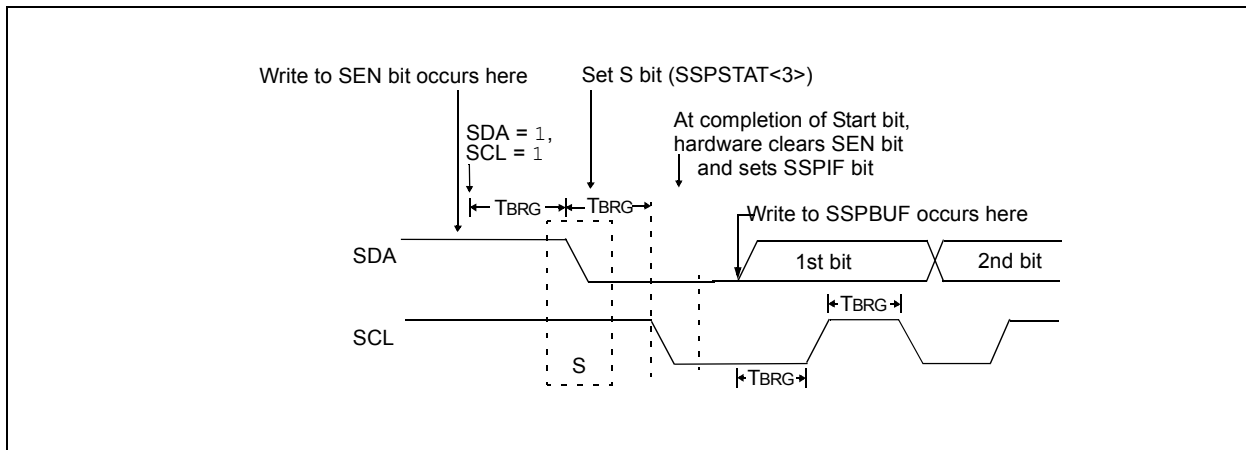 Write to SEN bit occurs here
Set S bit (SSPSTAT<3>)
SDA = 1,
SCL = 1
At completion of Start bit,
hardware clears SEN bit
and sets SSPIF bit
TBRG
TBRG
Write to SSPBUF occurs here
SDA
1st bit
2nd bit
TBRG
SCL
S
TBRG